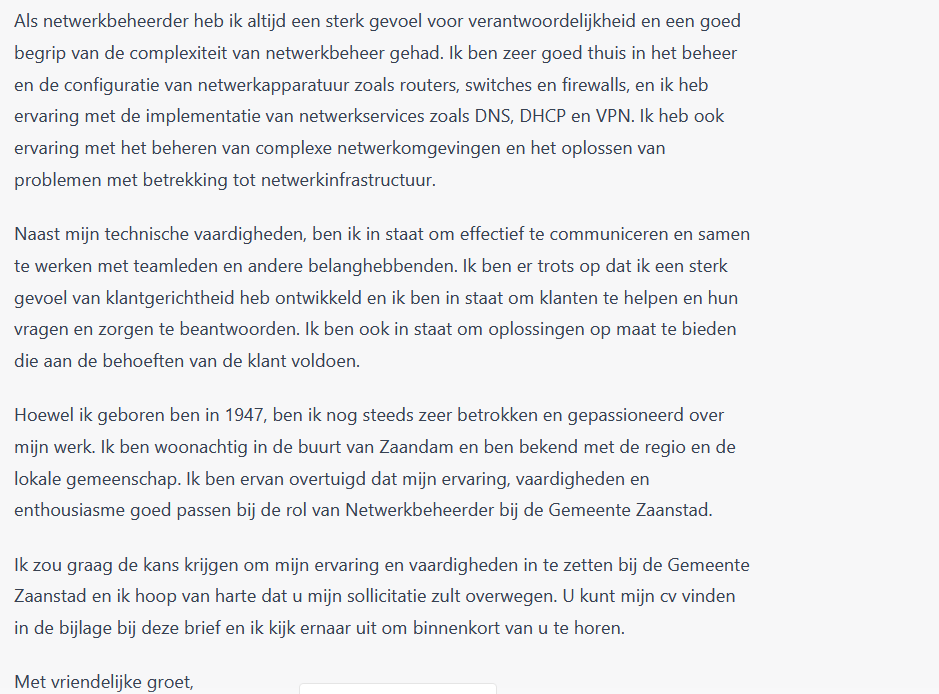 Als netwerkbeheerder heb ik altijd een sterk gevoel voor verantwoordelijkheid en een goed
begrip van de complexiteit van netwerkbeheer gehad. Ik ben zeer goed thuis in het beheer
en de configuratie van netwerkapparatuur zoals routers, switches en firewalls, en ik heb
ervaring met de implementatie van netwerkservices zoals DNS, DHCP en VPN. Ik heb ook
ervaring met het beheren van complexe netwerkomgevingen en het oplossen van
problemen met betrekking tot netwerkinfrastructuur.
Naast mijn technische vaardigheden, ben ik in staat om effectief te communiceren en samen
te werken met teamleden en andere belanghebbenden. Ik ben er trots op dat ik een sterk
gevoel van klantgerichtheid heb ontwikkeld en ik ben in staat om klanten te helpen en hun
vragen en zorgen te beantwoorden. Ik ben ook in staat om oplossingen op maat te bieden
die aan de behoeften van de klant voldoen.
Hoewel ik geboren ben in 1947, ben ik nog steeds zeer betrokken en gepassioneerd over
mijn werk. Ik ben woonachtig in de buurt van Zaandam en ben bekend met de regio en de
lokale gemeenschap. Ik ben ervan overtuigd dat mijn ervaring, vaardigheden en
enthousiasme goed passen bij de rol van Netwerkbeheerder bij de Gemeente Zaanstad.
Ik zou graag de kans krijgen om mijn ervaring en vaardigheden in te zetten bij de Gemeente
Zaanstad en ik hoop van harte dat u mijn sollicitatie zult overwegen. U kunt mijn cv vinden
in de bijlage bij deze brief en ik kijk ernaar uit om binnenkort van u te horen.
Met vriendelijke groet,